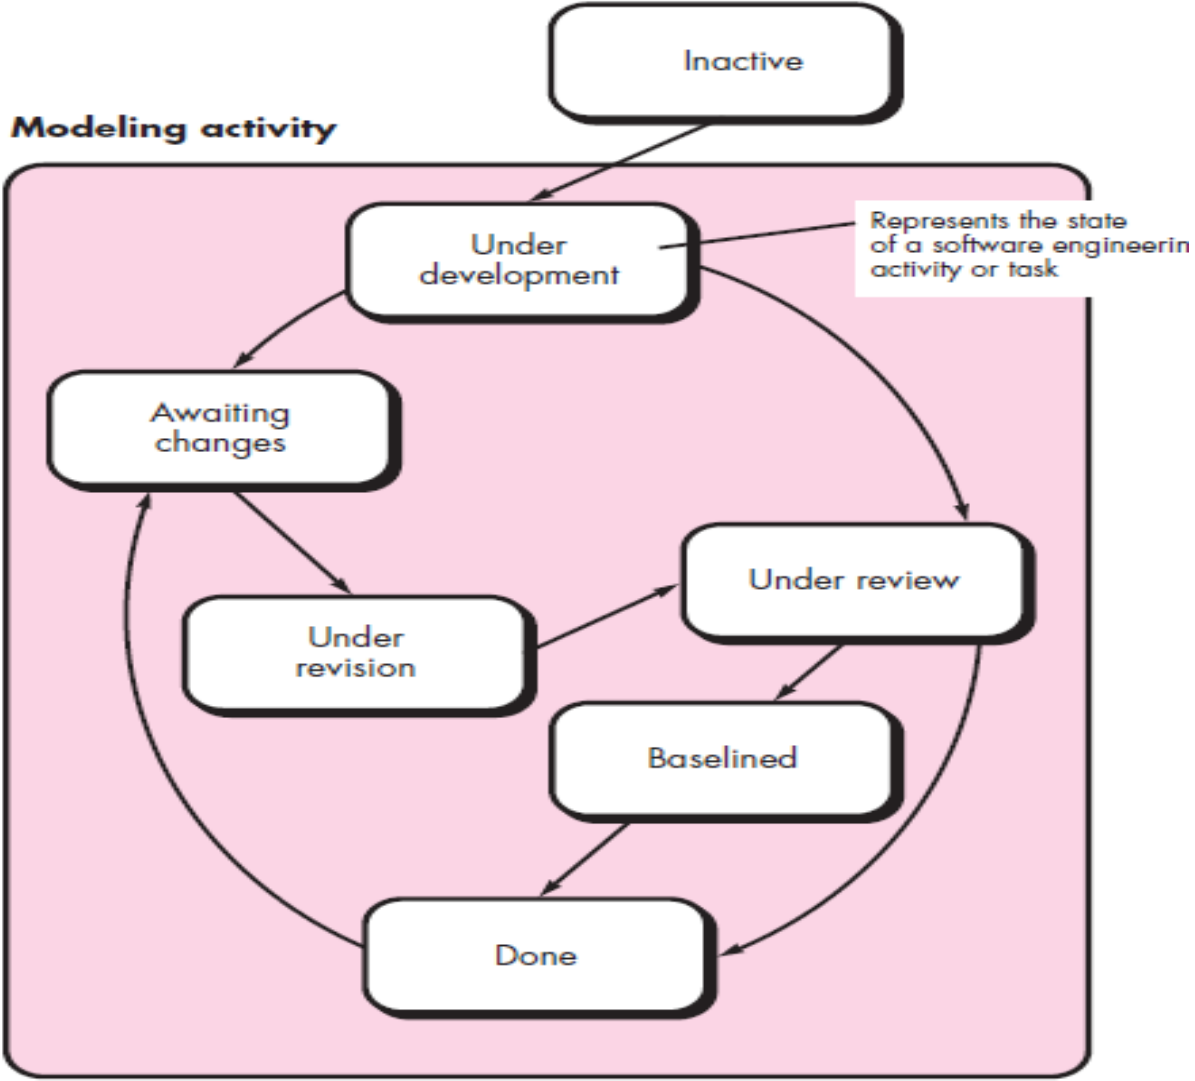 Inactive
Modeling activity
Under
development
Represents the state
of a software engineerin
activity or task
Awaiting
changes
Under review
Under
revision
Baselined
Done